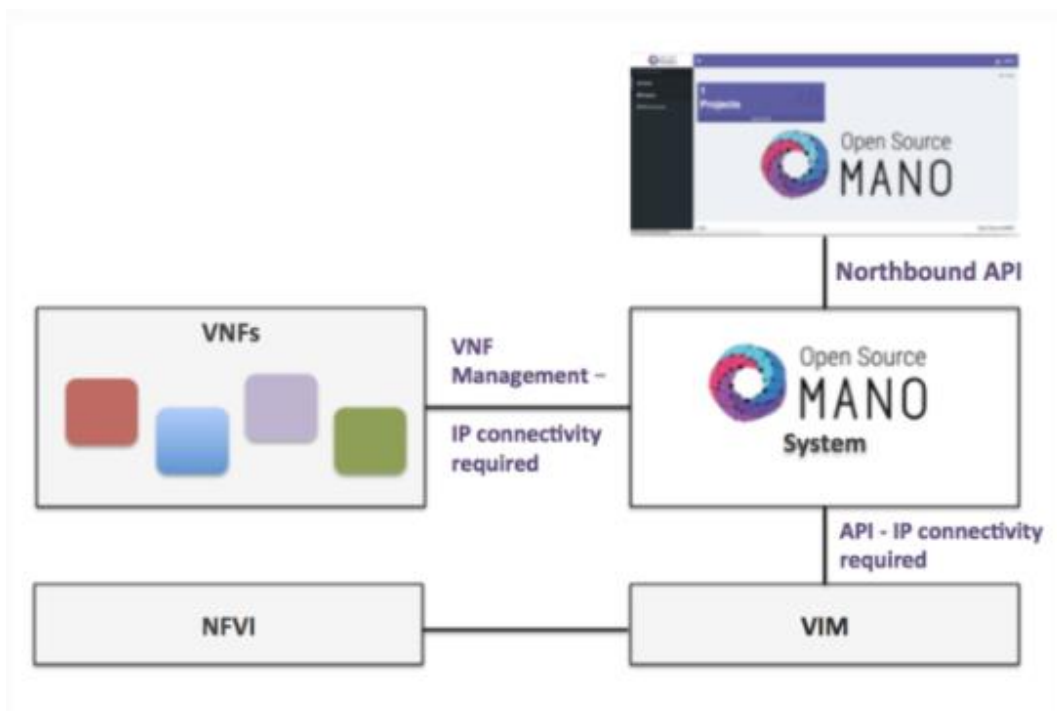 1
Projects
Open Source
MANO
Northbound API
VNFs
VNF
Management –
IP connectivity
required
Open Source
MANO
System
API - IP connectivity
required
NFVI
VIM